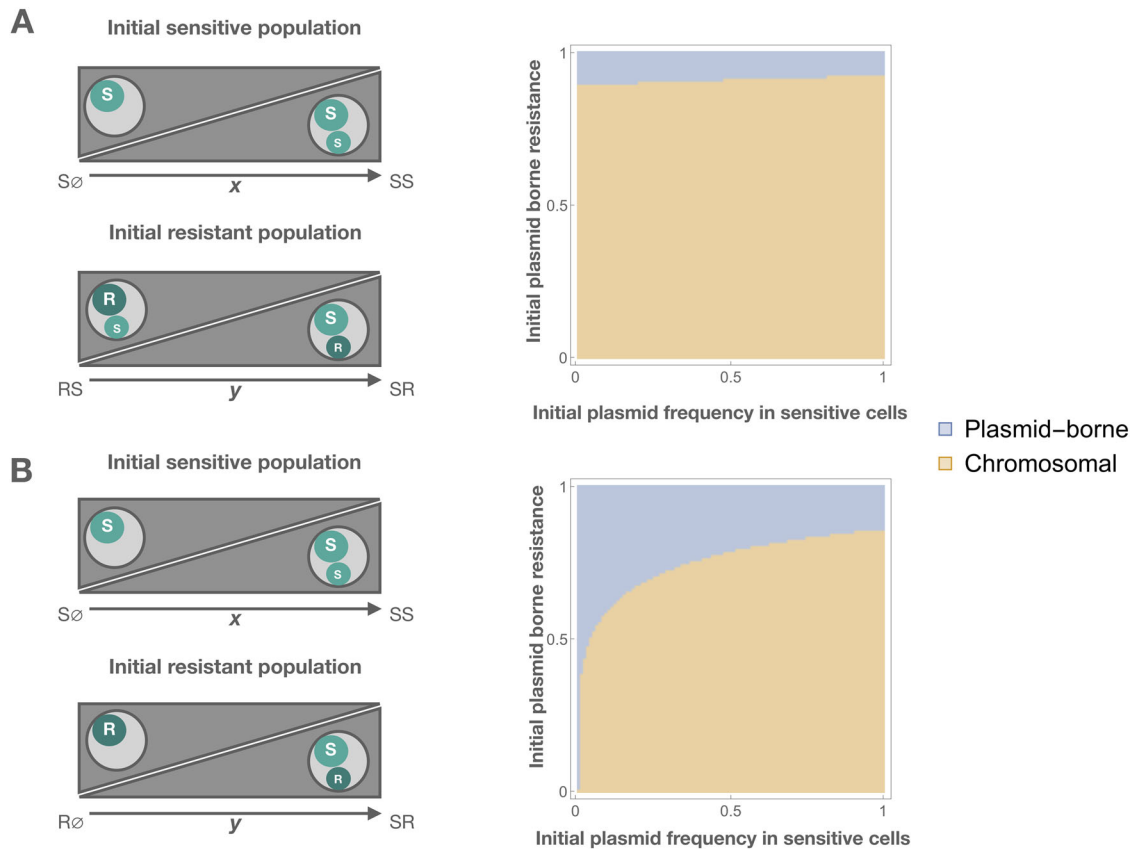 A
Initial sensitive population
S
S
S
S∅
x
SS
Initial resistant population
R
S
S
R
RS
y
SR
Initial plasmid borne resistance
1
0.5
0
0
0.5
1
Initial plasmid frequency in sensitive cells
Plasmid–borne
Chromosomal
B
Initial sensitive population
S
S
S
S∅
x
SS
Initial resistant population
R
S
R
R∅
y
SR
Initial plasmid borne resistance
1
0.5
0
0
0.5
1
Initial plasmid frequency in sensitive cells